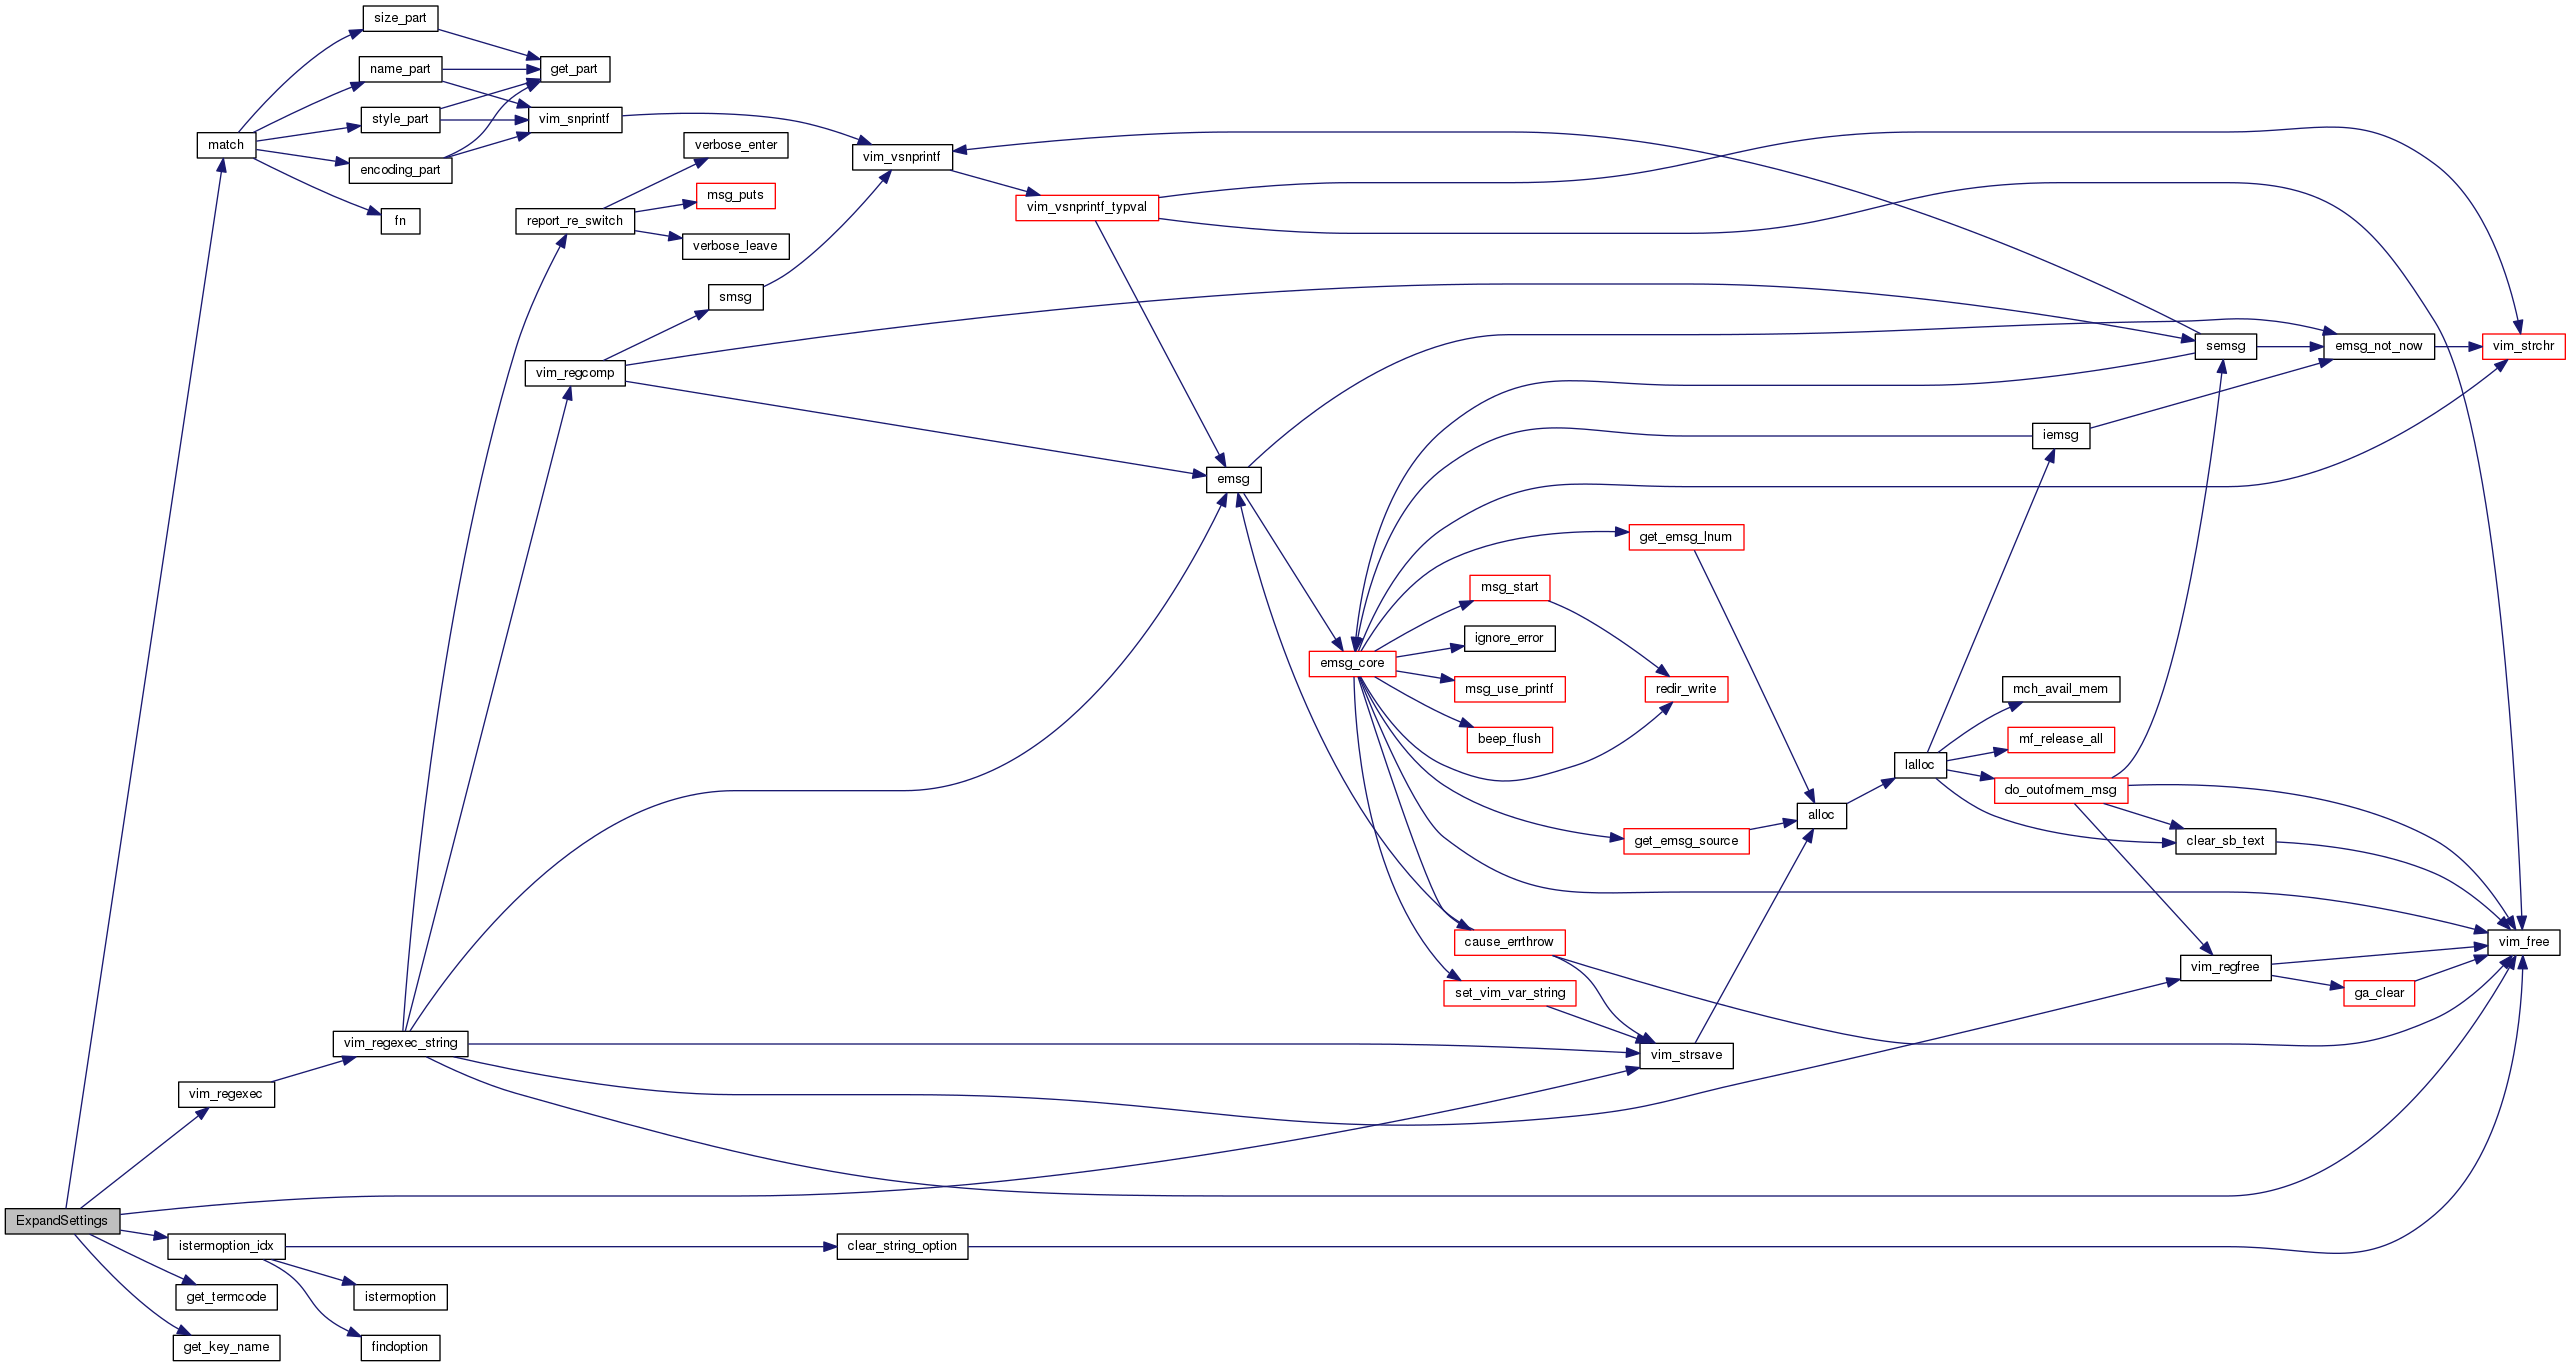 size_part
name_part
get_part
style_part
vim_snprintf
match
encoding_part
fn
verbose_enter
msg_puts
report_re_switch
verbose_leave
vim_vsnprintf
vim_vsnprintf_typval
smsg
vim_regcomp
semsg
emsg_not_now
vim_strchr
iemsg
emsg
get_emsg_lnum
msg_start
ignore_error
emsg_core
msg_use_printf
redir_write
beep_flush
mch_avail_mem
mf_release_all
lalloc
do_outofmem_msg
alloc
get_emsg_source
clear_sb_text
cause_errthrow
vim_free
vim_regfree
set_vim_var_string
ga_clear
vim_regexec_string
vim_strsave
vim_regexec
ExpandSettings
istermoption_idx
clear_string_option
get_termcode
istermoption
get_key_name
findoption